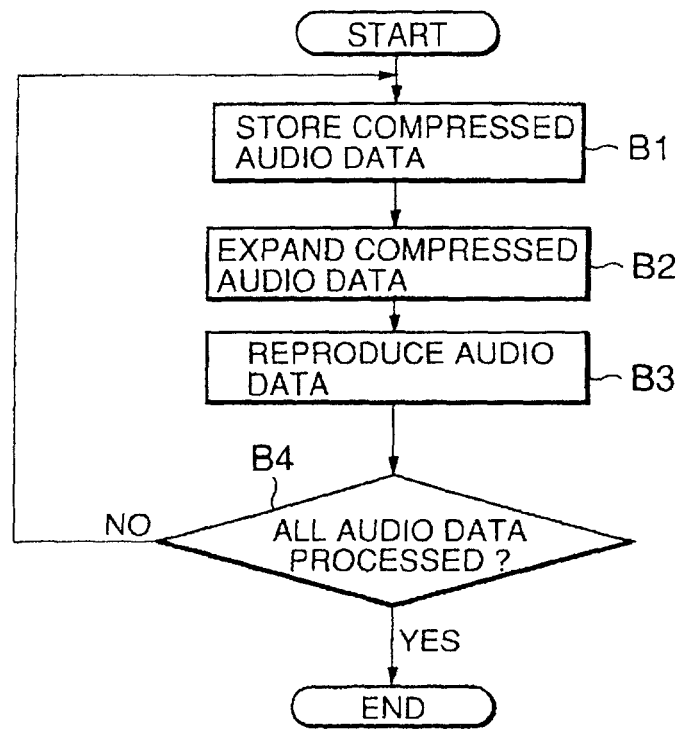 START
STORE COMPRESSED
AUDIO DATA
B1
EXPAND COMPRESSED
AUDIO DATA
B2
REPRODUCE AUDIO
DATA
B3
B4
ALL AUDIO DATA
PROCESSED ?
NO
YES
END